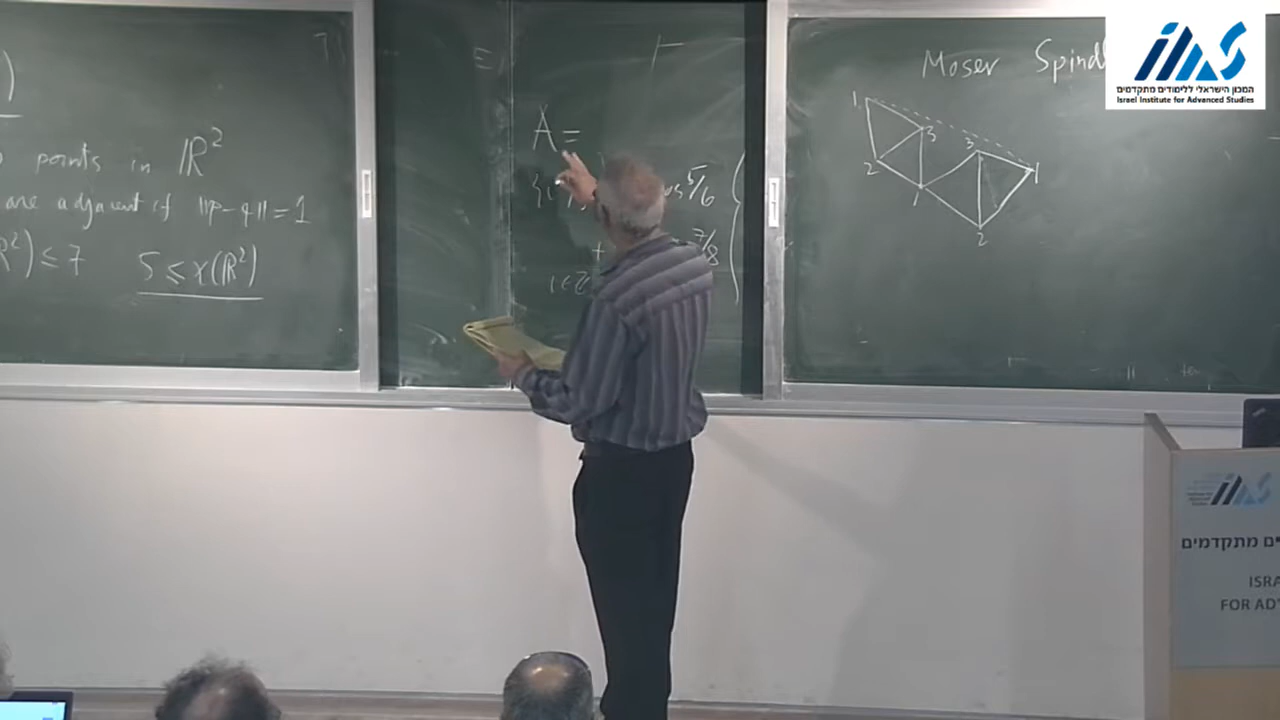 )
points in ℝ²
are adjacent if ||p-q||=1
ℝ²) ≤ 7 5 ≤ χ(ℝ²)
A =
5/6
+ 7/8
i∈ℤ
Moser Spindl
1
3
2
1
3
1
2
המכון הישראלי ללימודים מתקדמים
Israel Institute for Advanced Studies
ים מתקדמים
ISRA
FOR AD